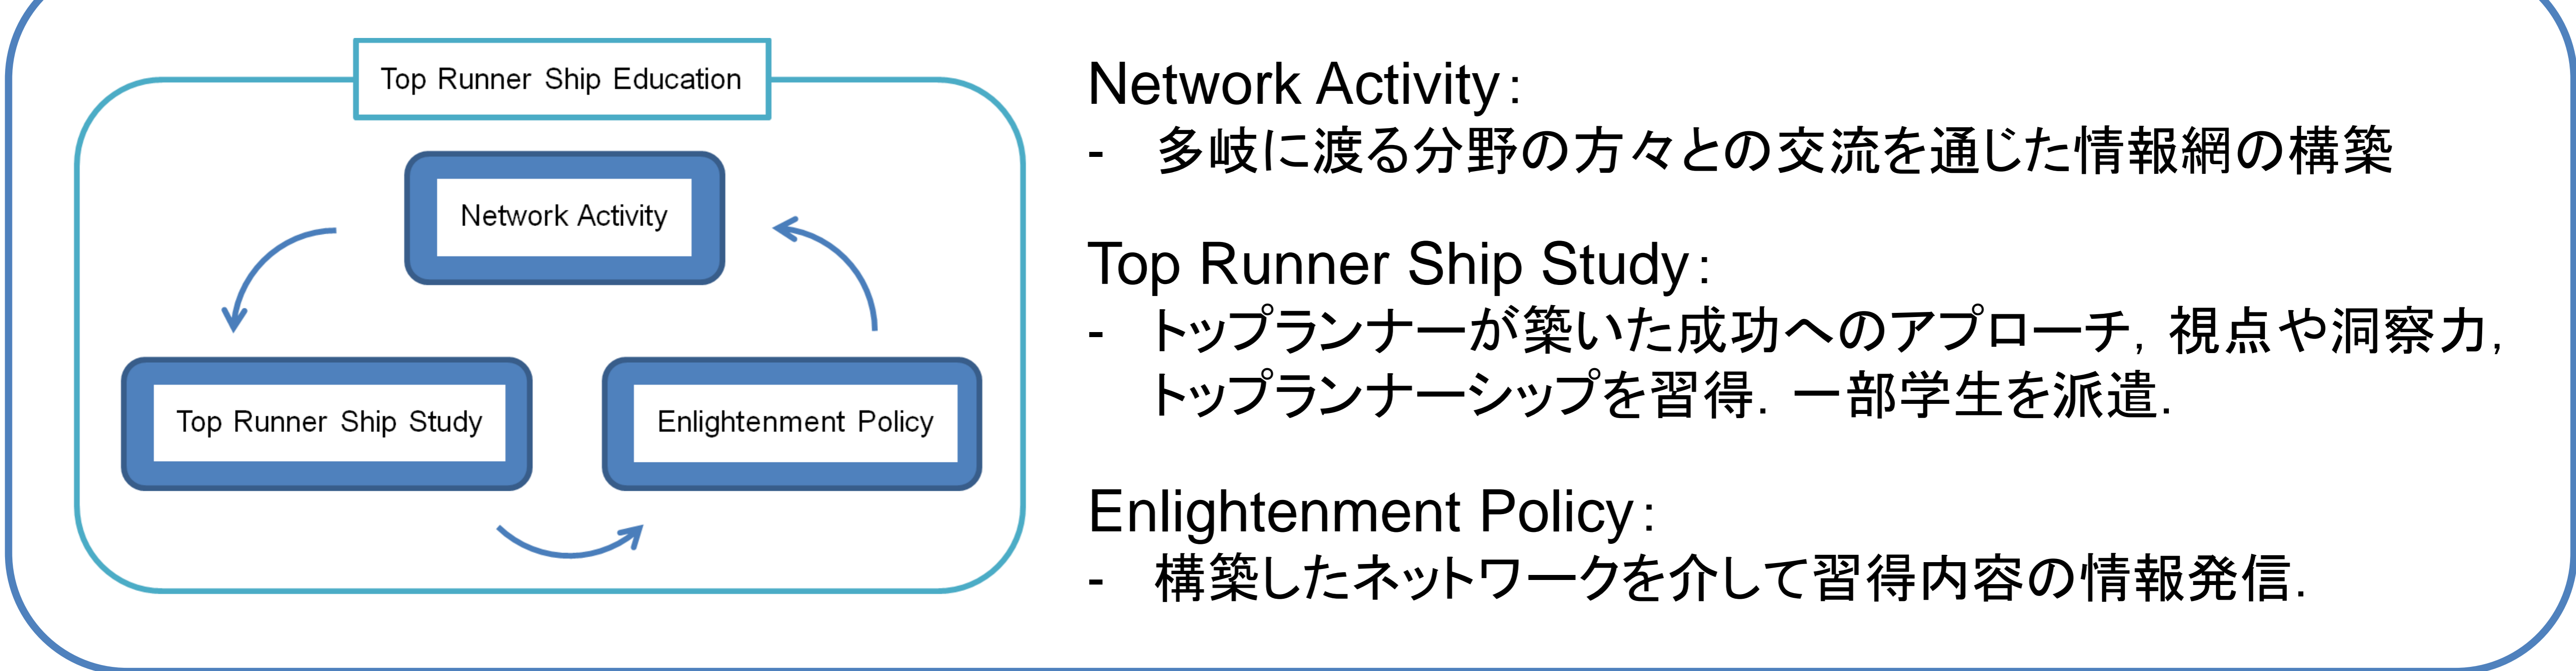 Top Runner Ship Education
Network Activity
Top Runner Ship Study
Enlightenment Policy
Network Activity：
- 多岐に渡る分野の方々との交流を通じた情報網の構築
Top Runner Ship Study：
- トップランナーが築いた成功へのアプローチ，視点や洞察力，
トップランナーシップを習得．一部学生を派遣．
Enlightenment Policy：
- 構築したネットワークを介して習得内容の情報発信．